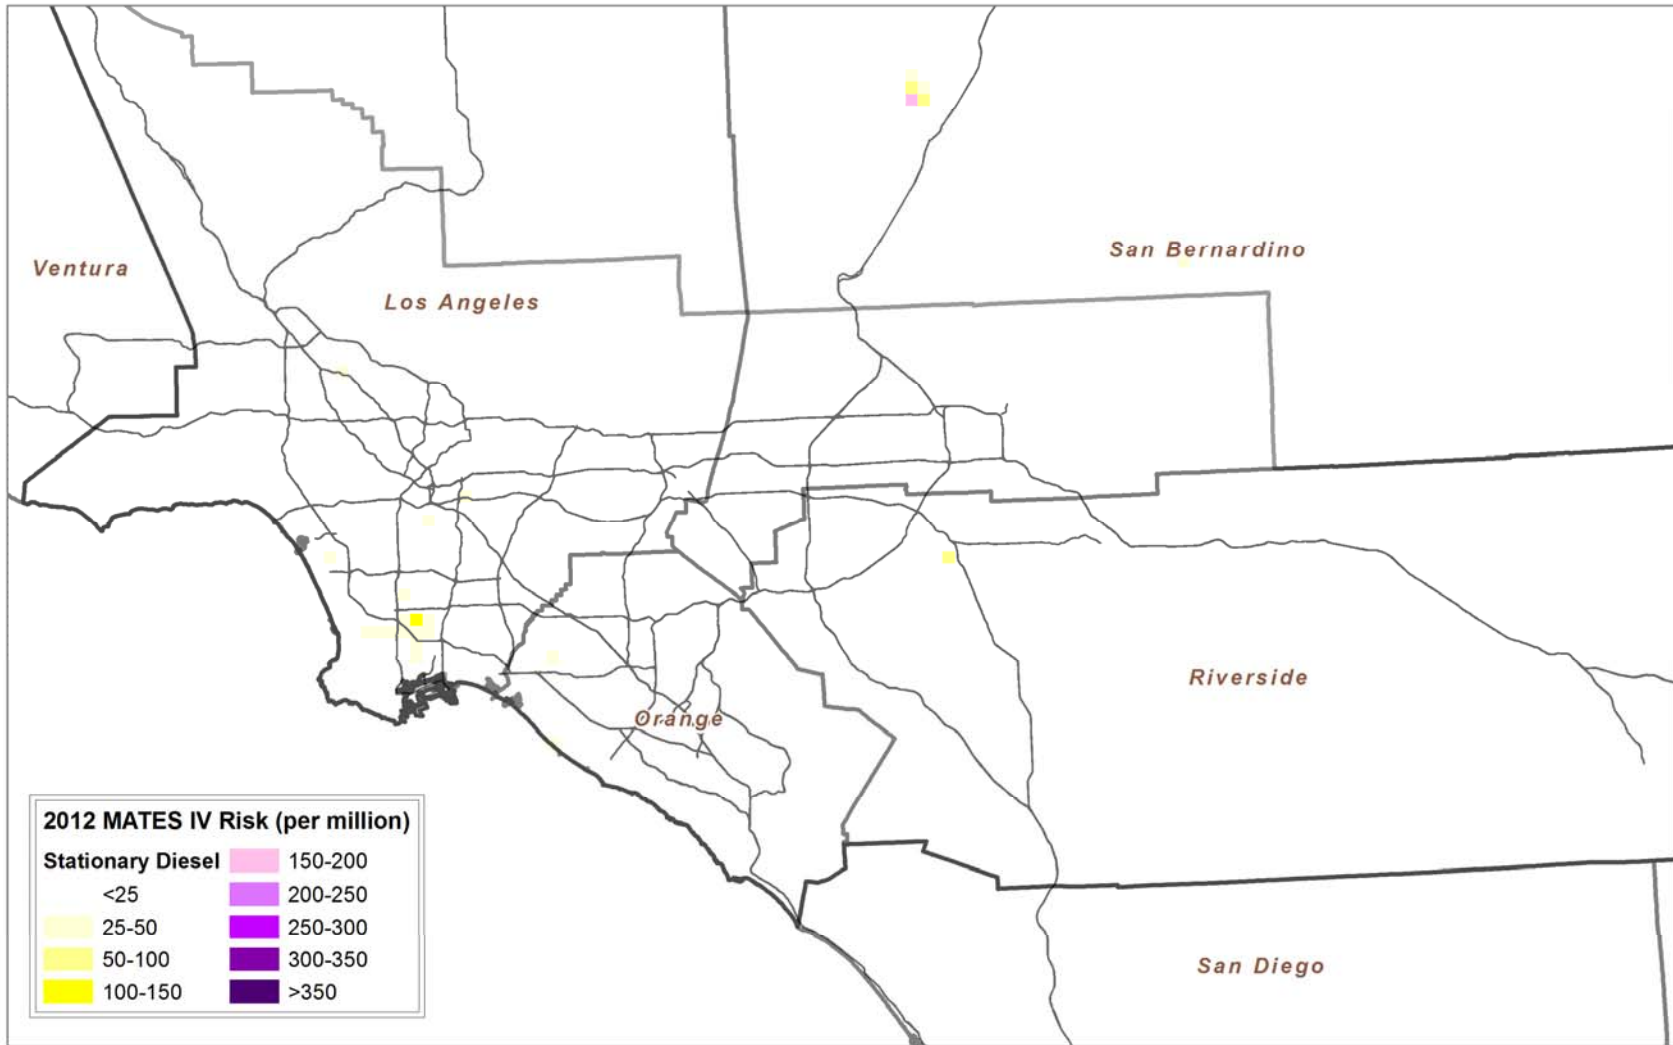 San Bernardino
Ventura
Los Angeles
Riverside
Orange
San Diego
2012 MATES IV Risk (per million)
Stationary Diesel
<25
25-50
50-100
100-150
150-200
200-250
250-300
300-350
>350